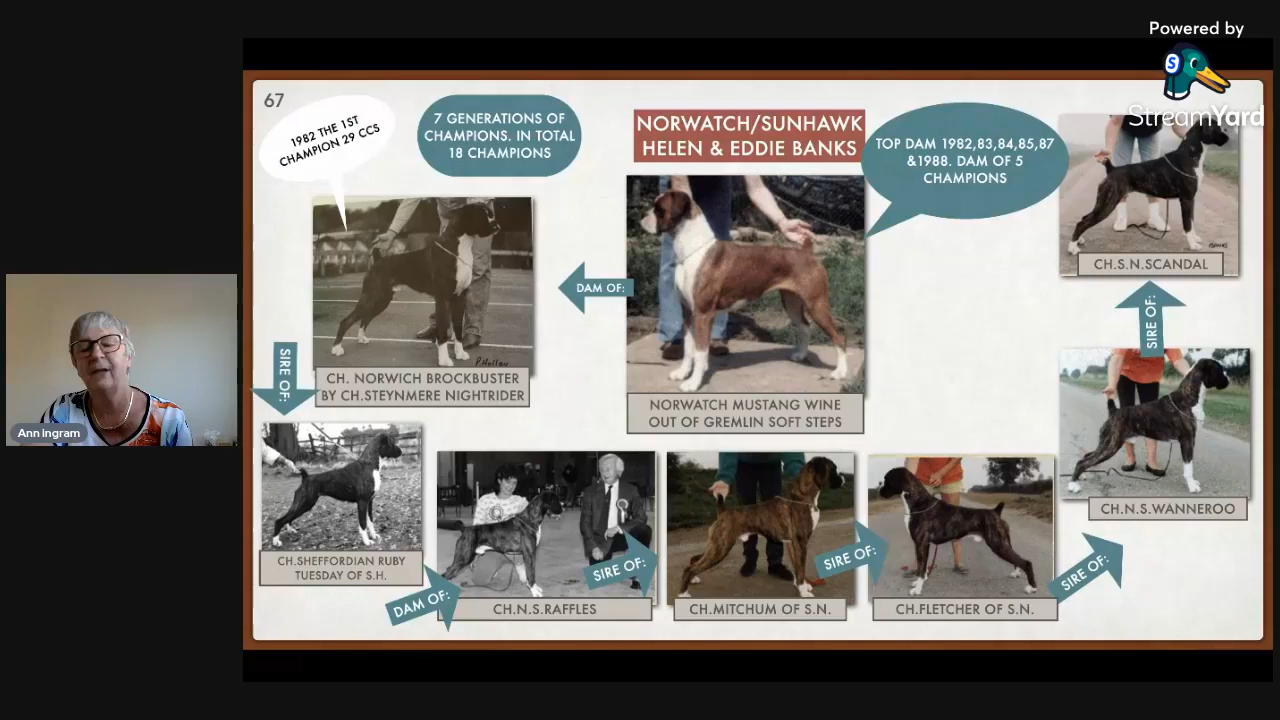 Powered by
StreamYard
67
1982 THE 1ST
CHAMPION 29 CCS
7 GENERATIONS OF
CHAMPIONS. IN TOTAL
18 CHAMPIONS
NORWATCH/SUNHAWK
HELEN & EDDIE BANKS
TOP DAM 1982,83,84,85,87
&1988. DAM OF 5
CHAMPIONS
CH.S.N.SCANDAL
DAM OF:
SIRE OF:
P.Holley
CH. NORWICH BROCKBUSTER
BY CH.STEYNMERE NIGHTRIDER
SIRE OF:
NORWATCH MUSTANG WINE
OUT OF GREMLIN SOFT STEPS
Ann Ingram
CH.N.S.WANNEROO
CH.SHEFFORDIAN RUBY
TUESDAY OF S.H.
DAM OF:
CH.N.S.RAFFLES
SIRE OF:
CH.MITCHUM OF S.N.
SIRE OF:
CH.FLETCHER OF S.N.
SIRE OF: